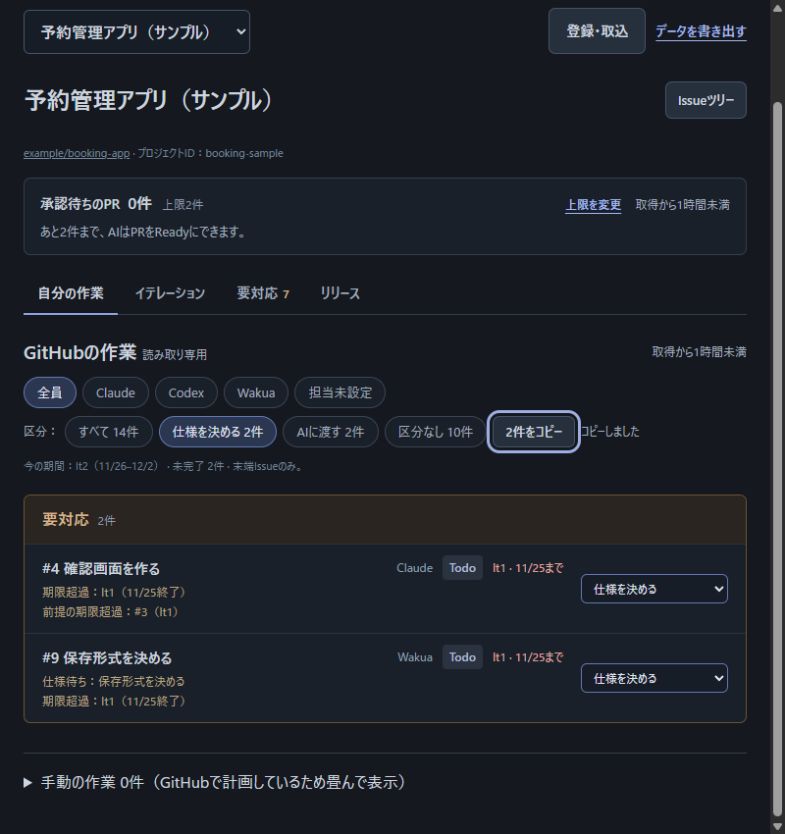 予約管理アプリ（サンプル） 登録・取込 データを書き出す
予約管理アプリ（サンプル） Issueツリー
example/booking-app · プロジェクトID：booking-sample
承認待ちのPR 0件 上限2件 上限を変更 取得から1時間未満
あと2件まで、AIはPRをReadyにできます。
自分の作業 イテレーション 要対応 7 リリース
GitHubの作業 読み取り専用 取得から1時間未満
全員 Claude Codex Wakua 担当未設定
区分： すべて 14件 仕様を決める 2件 AIに渡す 2件 区分なし 10件 2件をコピー コピーしました
今の期間：It2（11/26–12/2） · 未完了 2件 · 末端Issueのみ。
要対応 2件
#4 確認画面を作る Claude Todo It1 · 11/25まで 仕様を決める
期限超過：It1（11/25終了）
前提の期限超過：#3（It1）
#9 保存形式を決める Wakua Todo It1 · 11/25まで 仕様を決める
仕様待ち：保存形式を決める
期限超過：It1（11/25終了）
▶ 手動の作業 0件（GitHubで計画しているため畳んで表示）